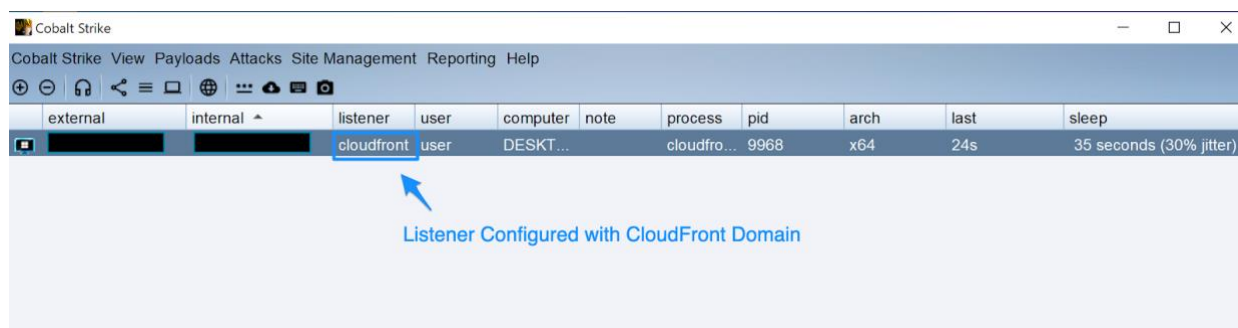 Cobalt Strike
Cobalt Strike View Payloads Attacks Site Management Reporting Help
external internal listener user computer note process pid arch last sleep
cloudfront user DESKT... cloudfro... 9968 x64 24s 35 seconds (30% jitter)
Listener Configured with CloudFront Domain